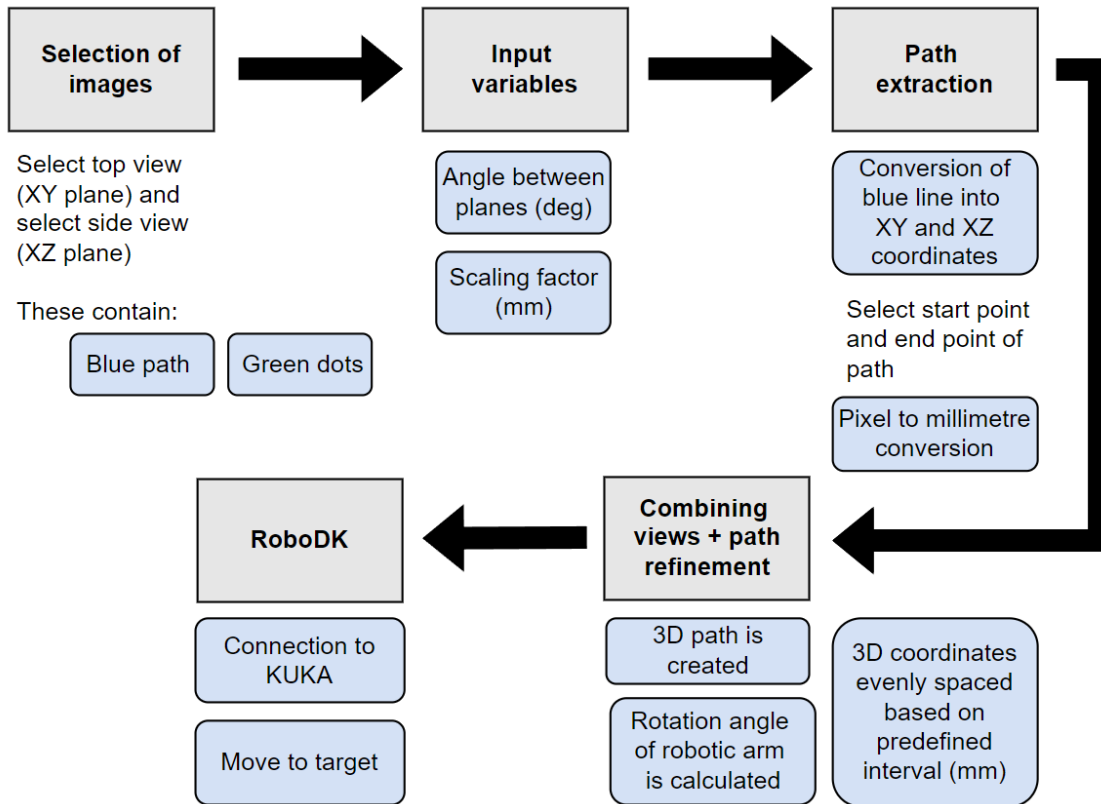 Selection of
images
Input
variables
Path
extraction
Select top view
(XY plane) and
select side view
(XZ plane)
These contain:
Blue path
Green dots
Angle between
planes (deg)
Scaling factor
(mm)
Conversion of
blue line into
XY and XZ
coordinates
Select start point
and end point of
path
Pixel to millimetre
conversion
Combining
views + path
refinement
3D path is
created
Rotation angle
of robotic arm
is calculated
3D coordinates
evenly spaced
based on
predefined
interval (mm)
RoboDK
Connection to
KUKA
Move to target